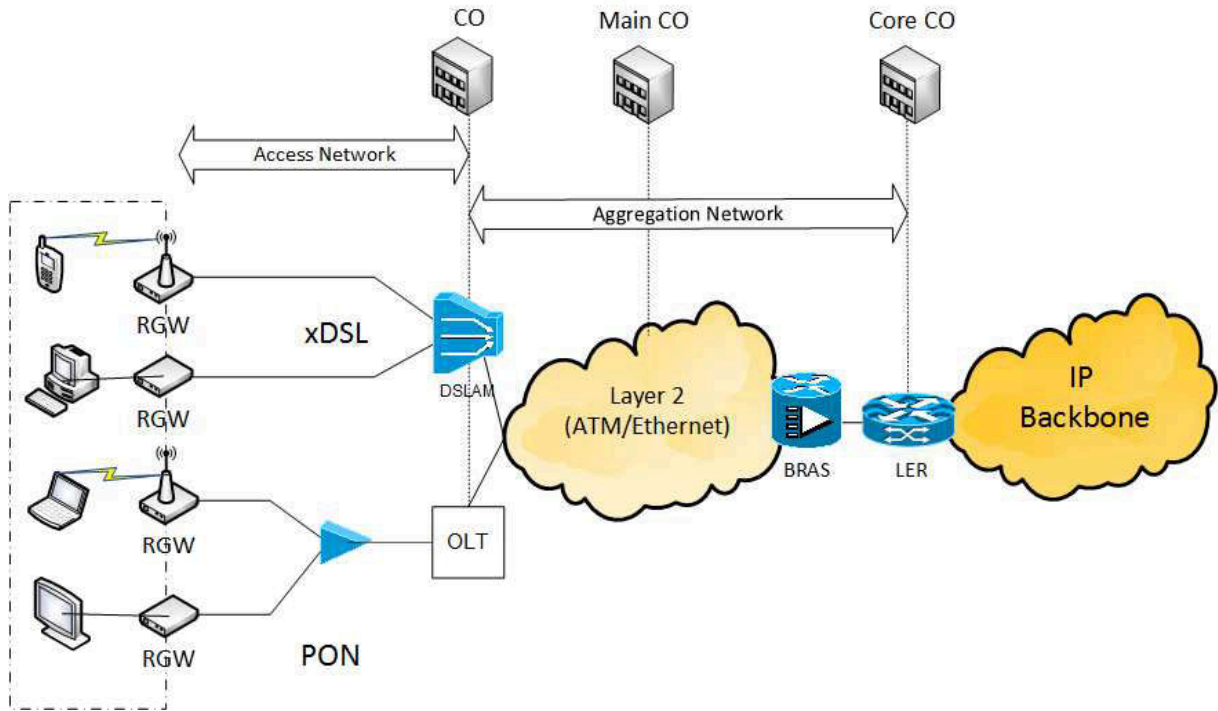 CO
Main CO
Core CO
Access Network
Aggregation Network
RGW
xDSL
DSLAM
RGW
Layer 2
(ATM/Ethernet)
BRAS
LER
IP
Backbone
RGW
OLT
RGW
PON